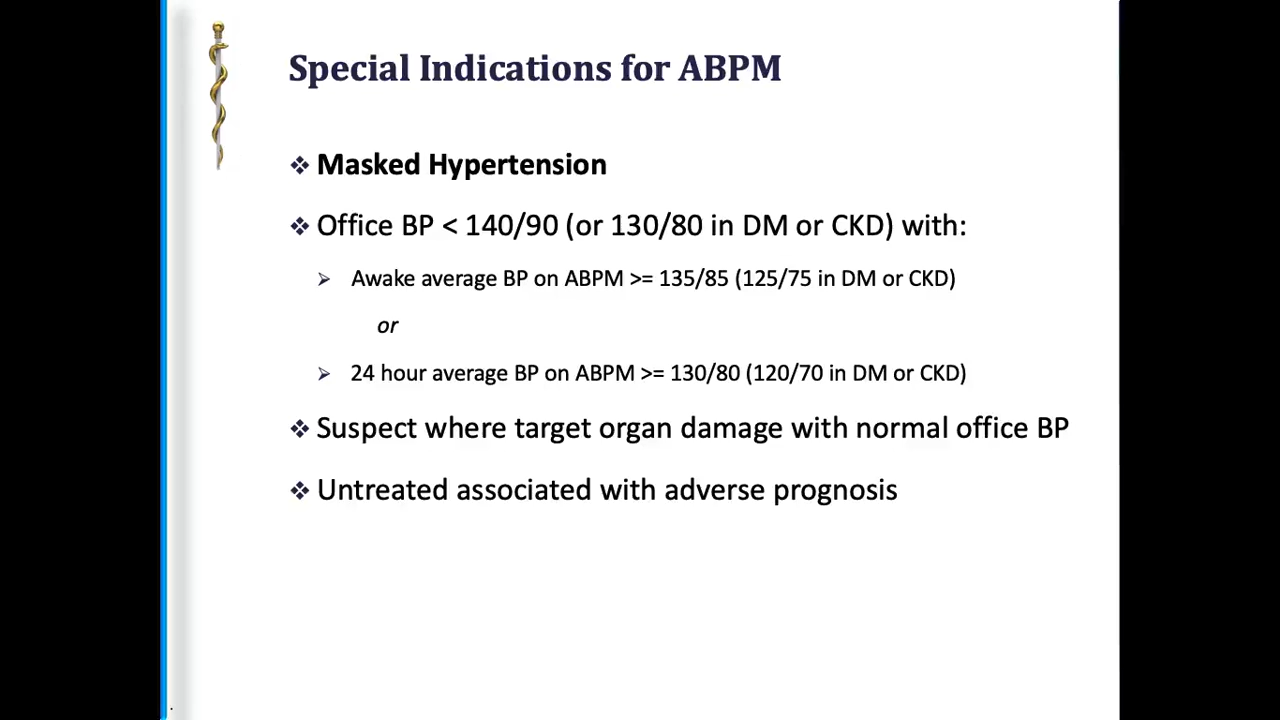 Special Indications for ABPM
❖ Masked Hypertension
❖ Office BP < 140/90 (or 130/80 in DM or CKD) with:
➢ Awake average BP on ABPM >= 135/85 (125/75 in DM or CKD)
or
➢ 24 hour average BP on ABPM >= 130/80 (120/70 in DM or CKD)
❖ Suspect where target organ damage with normal office BP
❖ Untreated associated with adverse prognosis